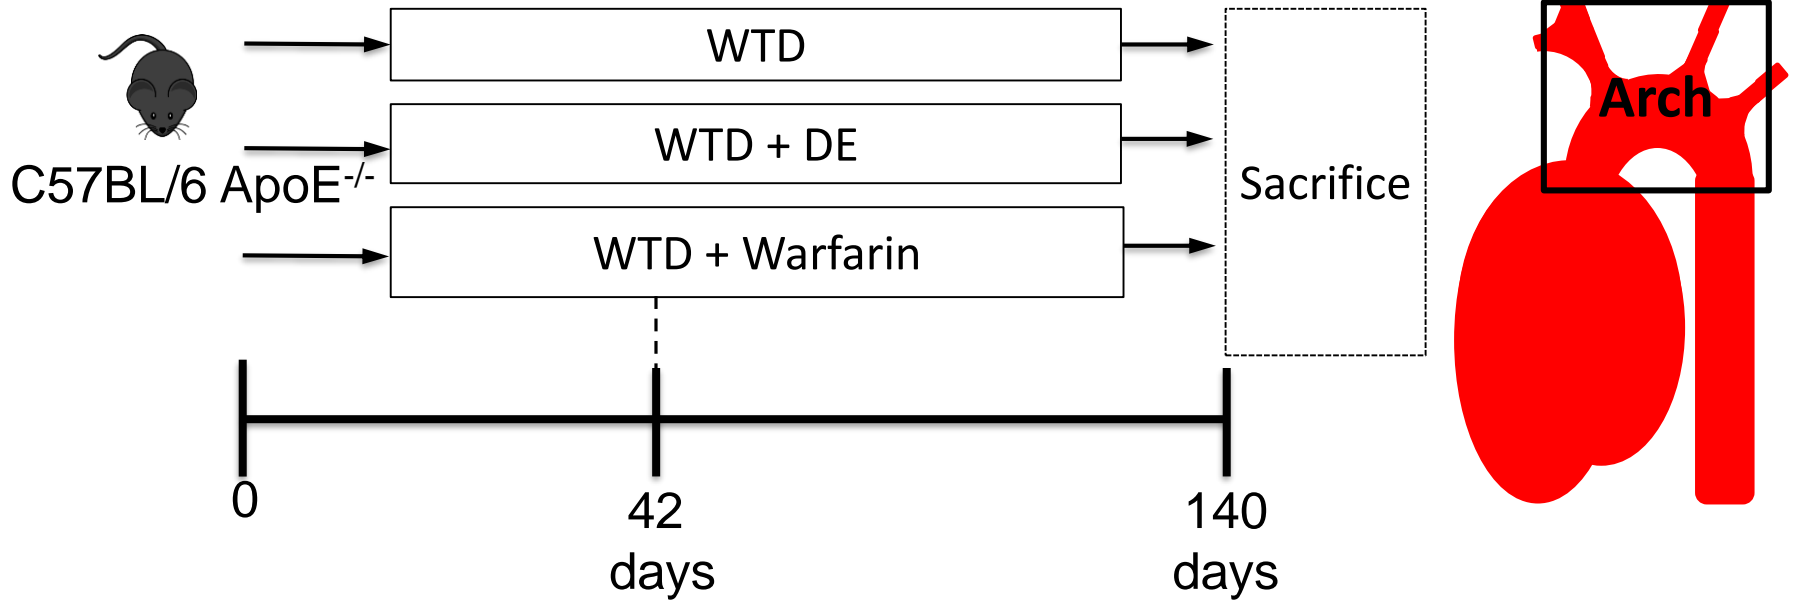 WTD
WTD + DE
C57BL/6 ApoE-/-
WTD + Warfarin
Sacrifice
Arch
0
42
days
140
days